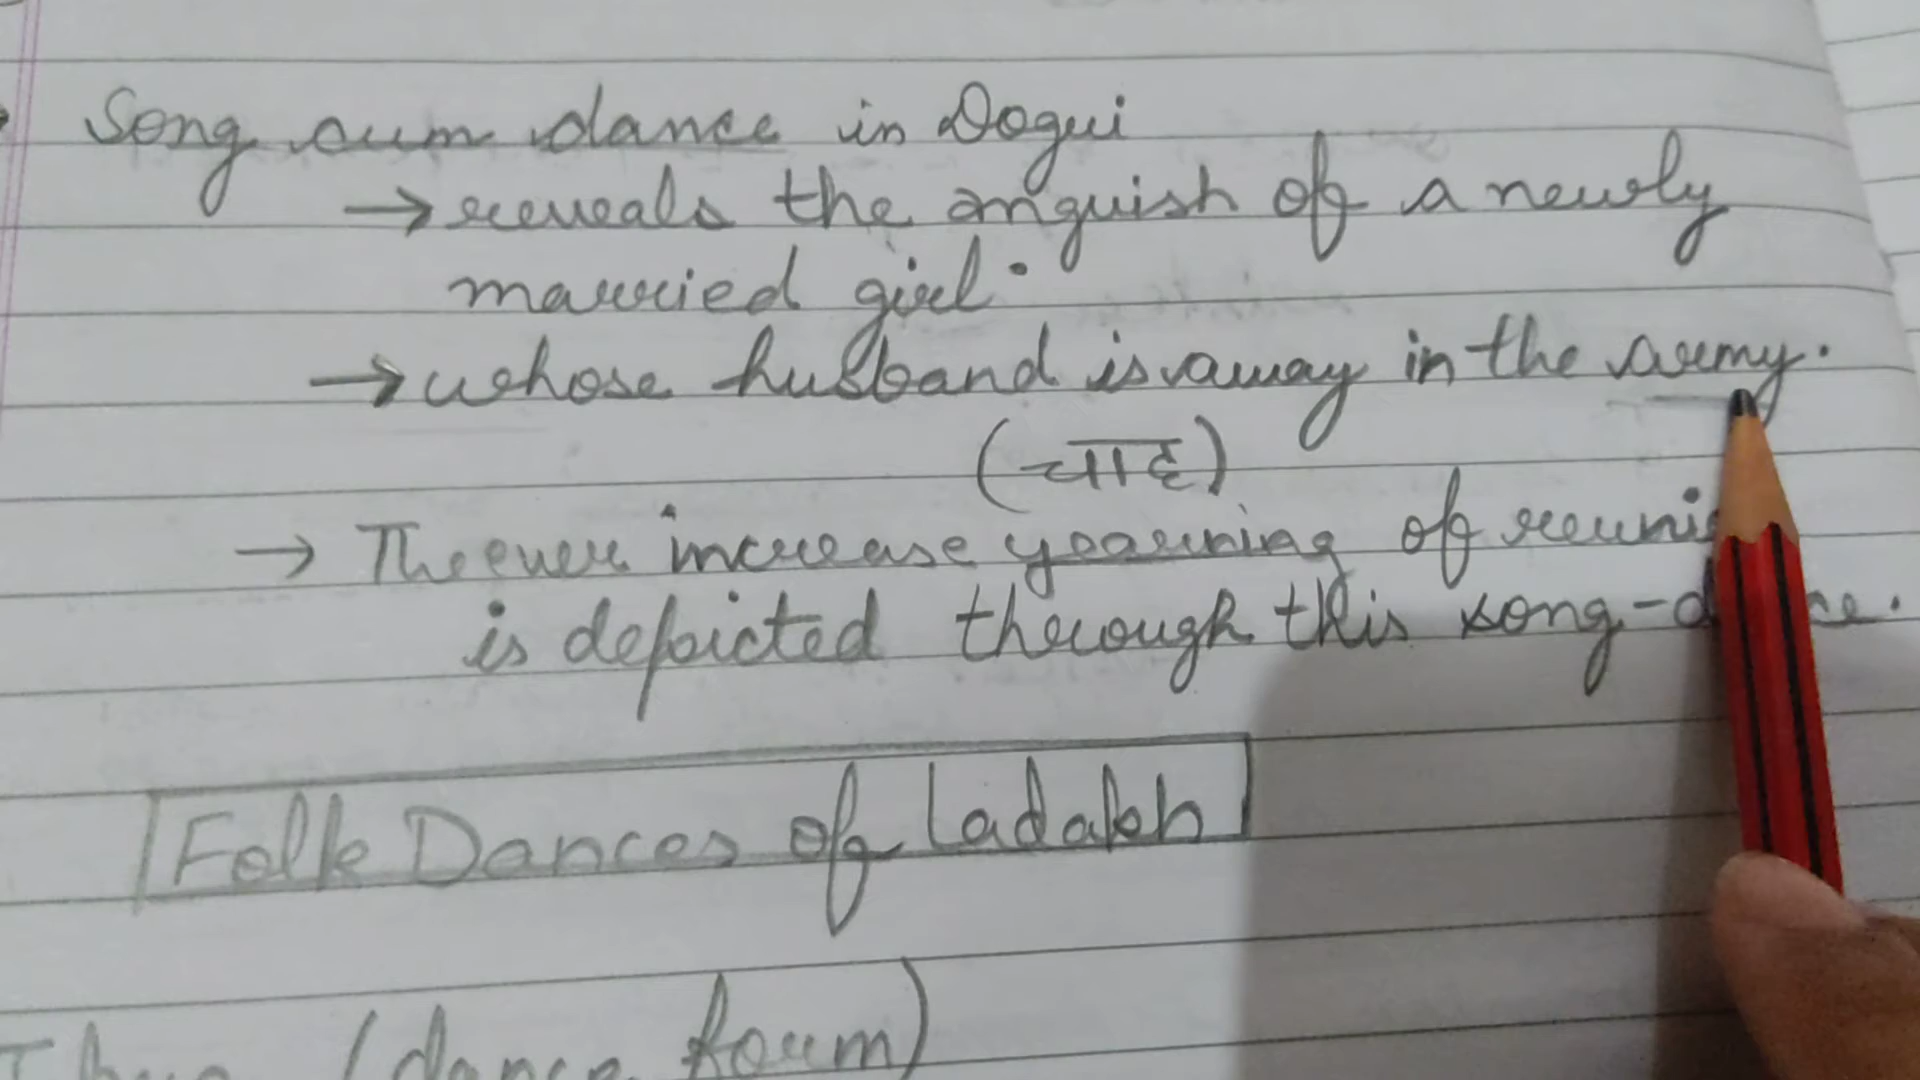 Song cum dance in Dogri
→ reveals the anguish of a newly
married girl.
→ whose husband is away in the army.
(याद)
→ The ever increase yearning of
is depicted through this song-
Folk Dances of Ladakh
(dance form)